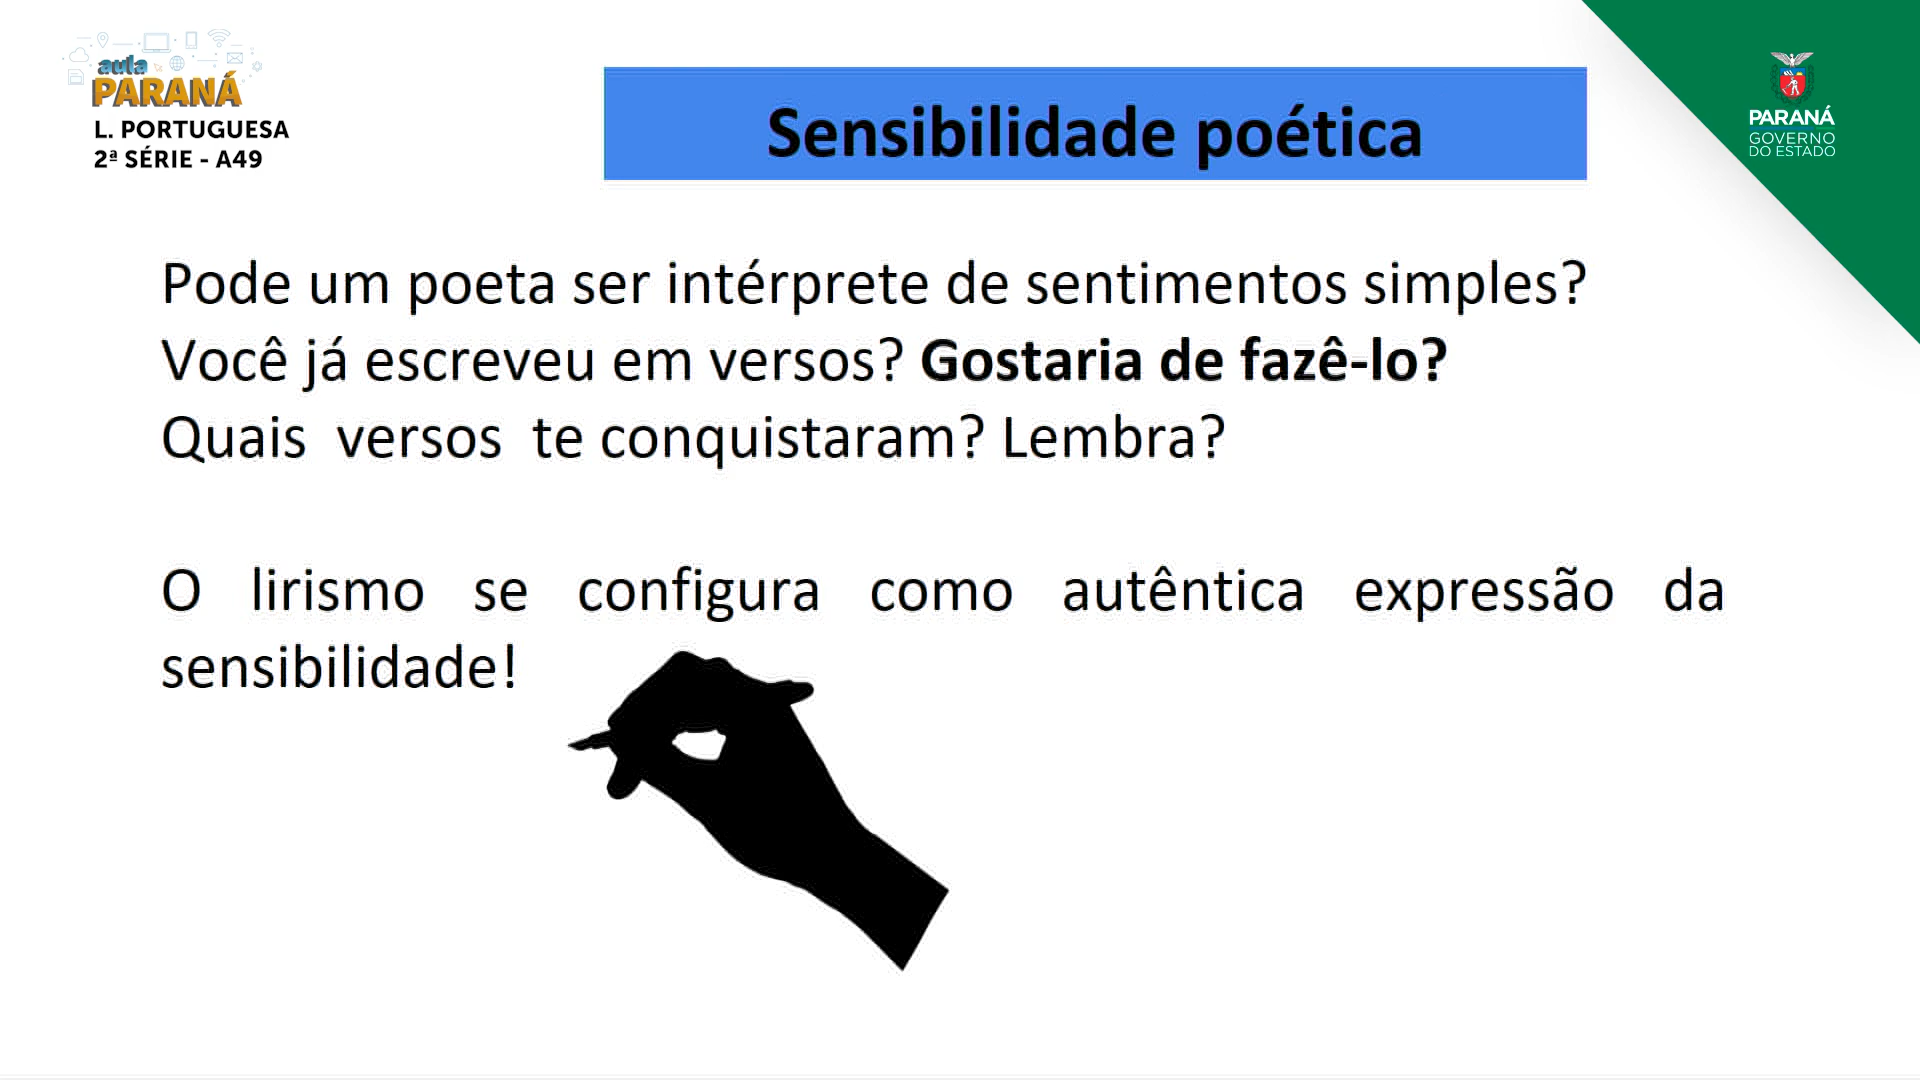 aula
PARANÁ
L. PORTUGUESA
2ª SÉRIE - A49
Sensibilidade poética
PARANÁ
GOVERNO
DO ESTADO
Pode um poeta ser intérprete de sentimentos simples?
Você já escreveu em versos? Gostaria de fazê-lo?
Quais versos te conquistaram? Lembra?
O lirismo se configura como autêntica expressão da
sensibilidade!